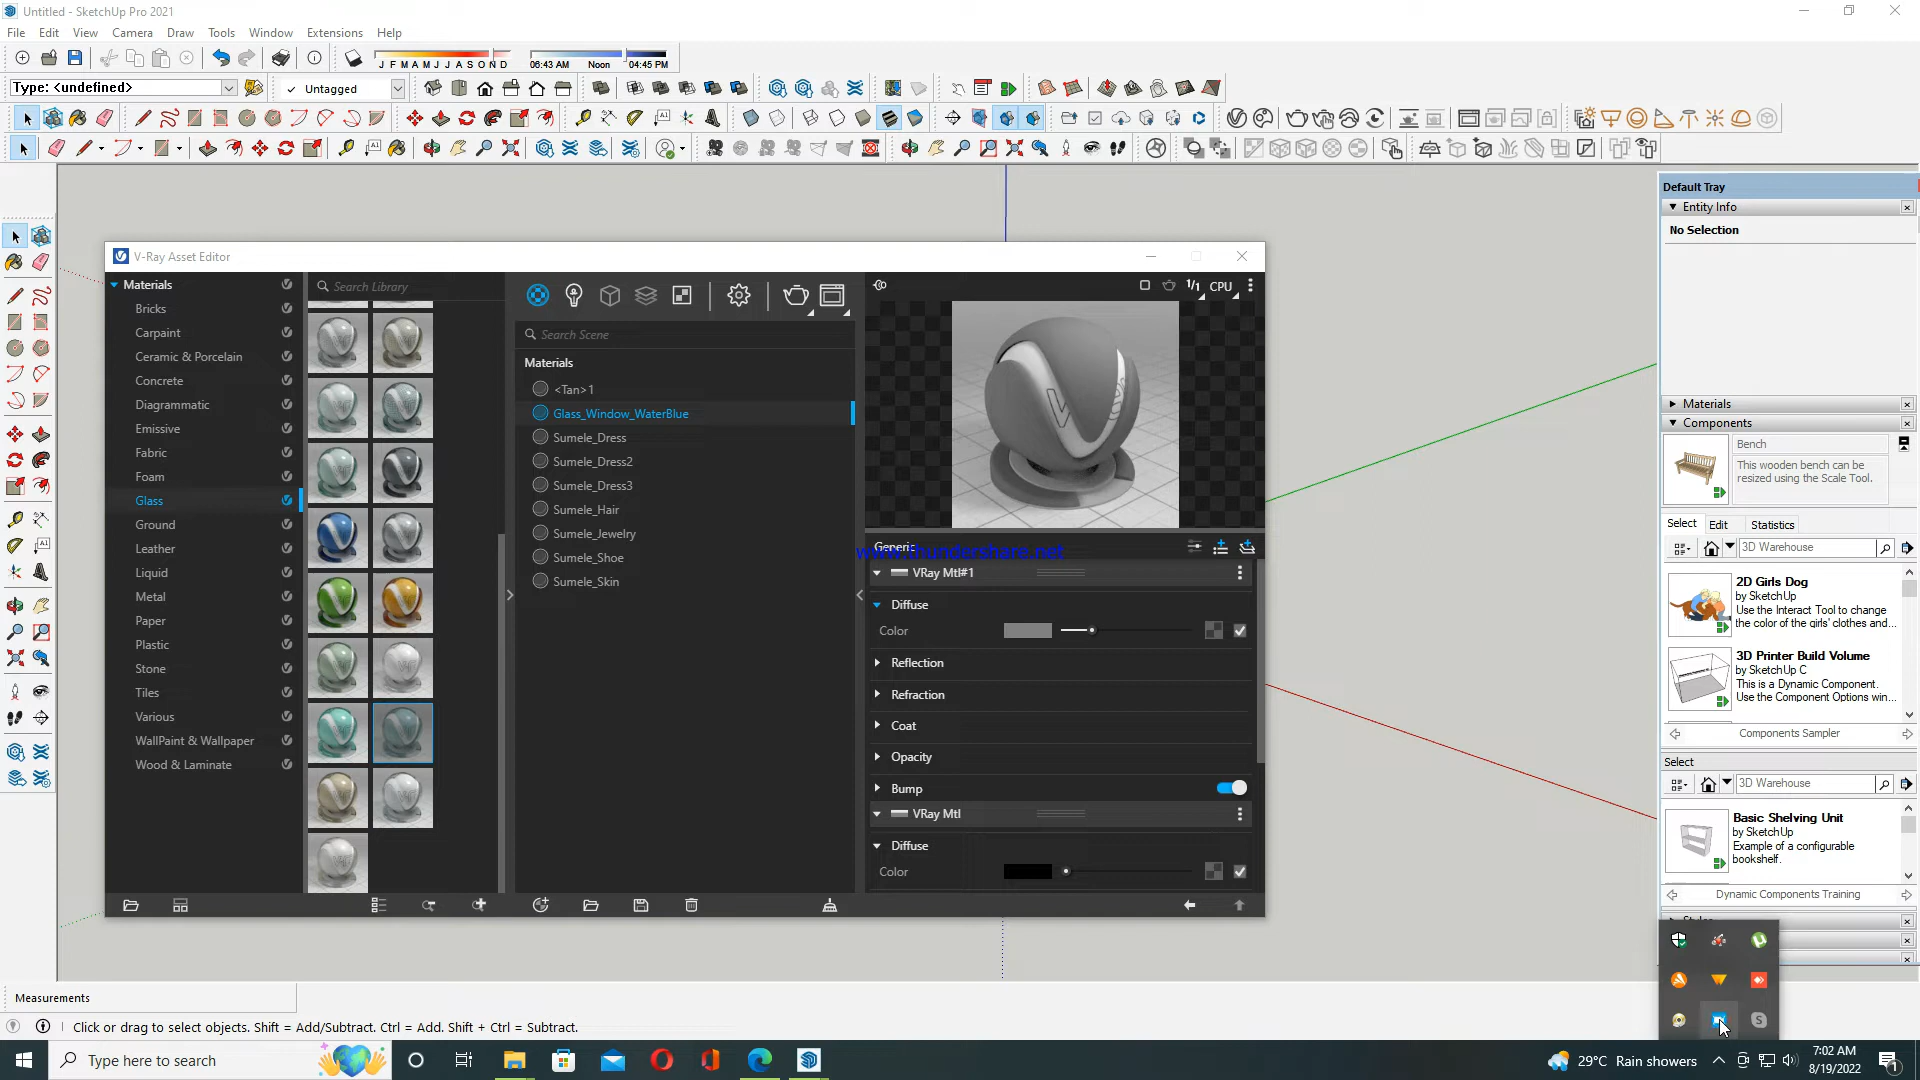 Untitled - SketchUp Pro 2021
File Edit View Camera Draw Tools Window Extensions Help
J F M A M J J A S O N D 06:43 AM Noon 04:45 PM
Type: <undefined> Untagged
Default Tray
Entity Info
No Selection
V-Ray Asset Editor
Materials
Bricks
Carpaint
Ceramic & Porcelain
Concrete
Diagrammatic
Emissive
Fabric
Foam
Glass
Ground
Leather
Liquid
Metal
Paper
Plastic
Stone
Tiles
Various
WallPaint & Wallpaper
Wood & Laminate
Search Library
Search Scene
Materials
<Tan>1
Glass_Window_WaterBlue
Sumele_Dress
Sumele_Dress2
Sumele_Dress3
Sumele_Hair
Sumele_Jewelry
Sumele_Shoe
Sumele_Skin
1/1 CPU
Generic
www.thundershare.net
VRay Mtl#1
Diffuse
Color
Reflection
Refraction
Coat
Opacity
Bump
VRay Mtl
Diffuse
Color
Materials
Components
Bench
This wooden bench can be
resized using the Scale Tool.
Select Edit Statistics
3D Warehouse
2D Girls Dog
by SketchUp
Use the Interact Tool to change
the color of the girls' clothes and...
3D Printer Build Volume
by SketchUp C
This is a Dynamic Component.
Use the Component Options win...
Components Sampler
Select
3D Warehouse
Basic Shelving Unit
by SketchUp
Example of a configurable
bookshelf.
Dynamic Components Training
Measurements
Click or drag to select objects. Shift = Add/Subtract. Ctrl = Add. Shift + Ctrl = Subtract.
Type here to search
29°C Rain showers
7:02 AM
8/19/2022
1